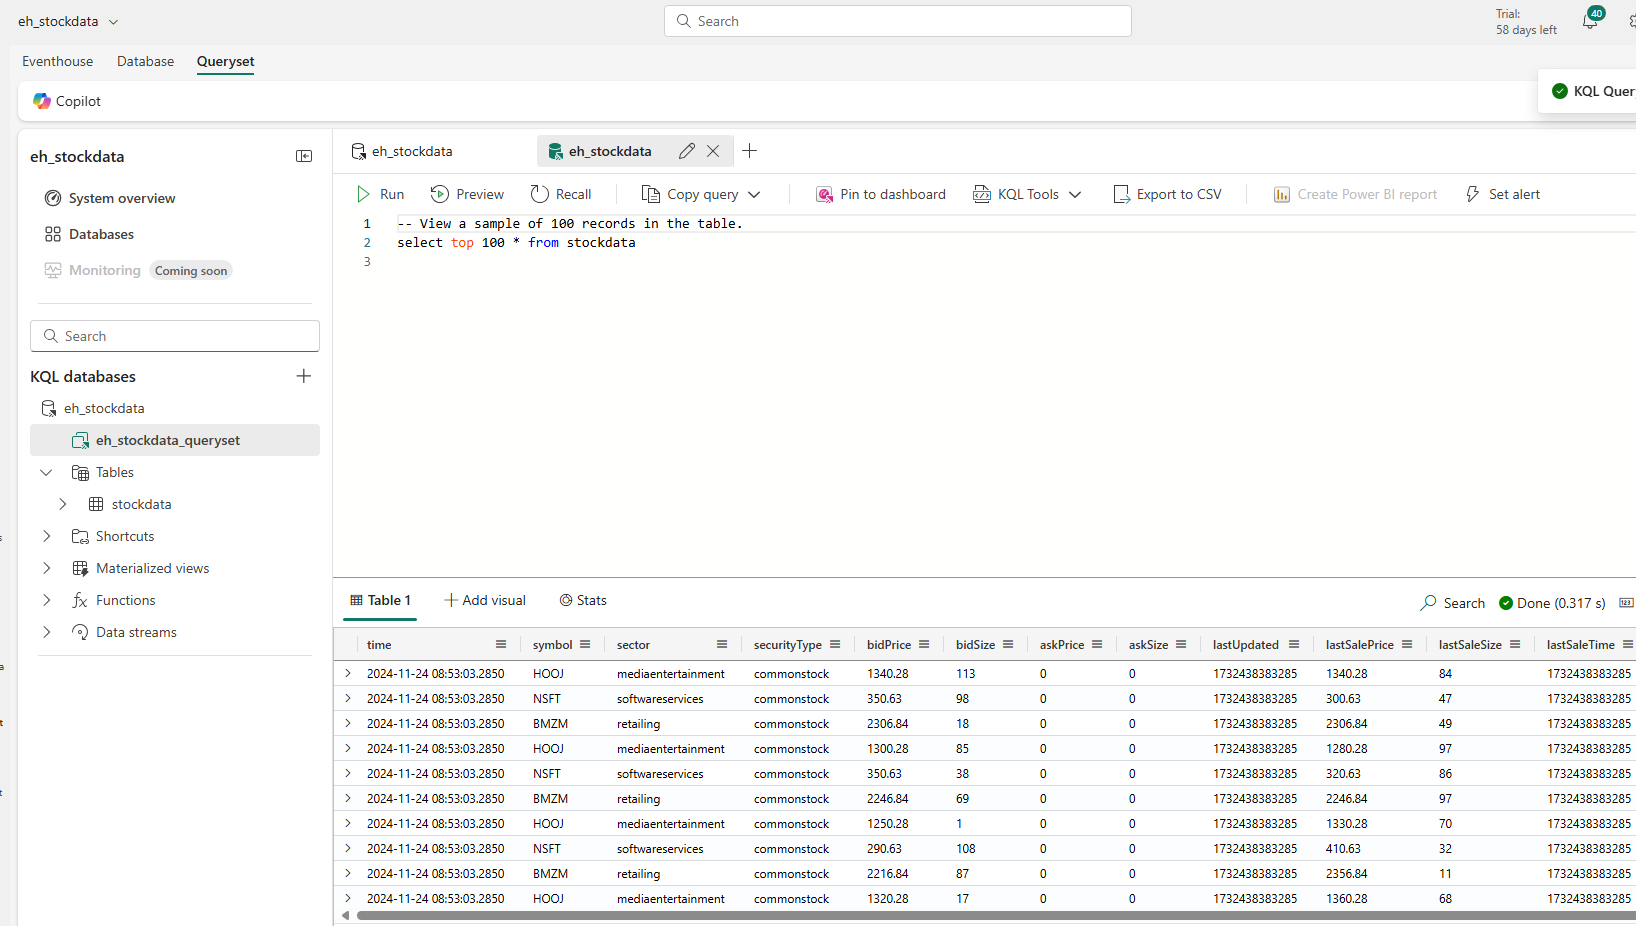 eh_stockdata
Search
Trial:
58 days left
40
Eventhouse Database Queryset
Copilot
KQL Quer
eh_stockdata
System overview
Databases
Monitoring Coming soon
Search
KQL databases
eh_stockdata
eh_stockdata_queryset
Tables
stockdata
Shortcuts
Materialized views
Functions
Data streams
eh_stockdata eh_stockdata
Run Preview Recall Copy query Pin to dashboard KQL Tools Export to CSV Create Power BI report Set alert
1 -- View a sample of 100 records in the table.
2 select top 100 * from stockdata
3
Table 1 Add visual Stats Search Done (0.317 s)
time symbol sector securityType bidPrice bidSize askPrice askSize lastUpdated lastSalePrice lastSaleSize lastSaleTime
2024-11-24 08:53:03.2850 HOOJ mediaentertainment commonstock 1340.28 113 0 0 1732438383285 1340.28 84 1732438383285
2024-11-24 08:53:03.2850 NSFT softwareservices commonstock 350.63 98 0 0 1732438383285 300.63 47 1732438383285
2024-11-24 08:53:03.2850 BMZM retailing commonstock 2306.84 18 0 0 1732438383285 2306.84 49 1732438383285
2024-11-24 08:53:03.2850 HOOJ mediaentertainment commonstock 1300.28 85 0 0 1732438383285 1280.28 97 1732438383285
2024-11-24 08:53:03.2850 NSFT softwareservices commonstock 350.63 38 0 0 1732438383285 320.63 86 1732438383285
2024-11-24 08:53:03.2850 BMZM retailing commonstock 2246.84 69 0 0 1732438383285 2246.84 97 1732438383285
2024-11-24 08:53:03.2850 HOOJ mediaentertainment commonstock 1250.28 1 0 0 1732438383285 1330.28 70 1732438383285
2024-11-24 08:53:03.2850 NSFT softwareservices commonstock 290.63 108 0 0 1732438383285 410.63 32 1732438383285
2024-11-24 08:53:03.2850 BMZM retailing commonstock 2216.84 87 0 0 1732438383285 2356.84 11 1732438383285
2024-11-24 08:53:03.2850 HOOJ mediaentertainment commonstock 1320.28 17 0 0 1732438383285 1360.28 68 1732438383285